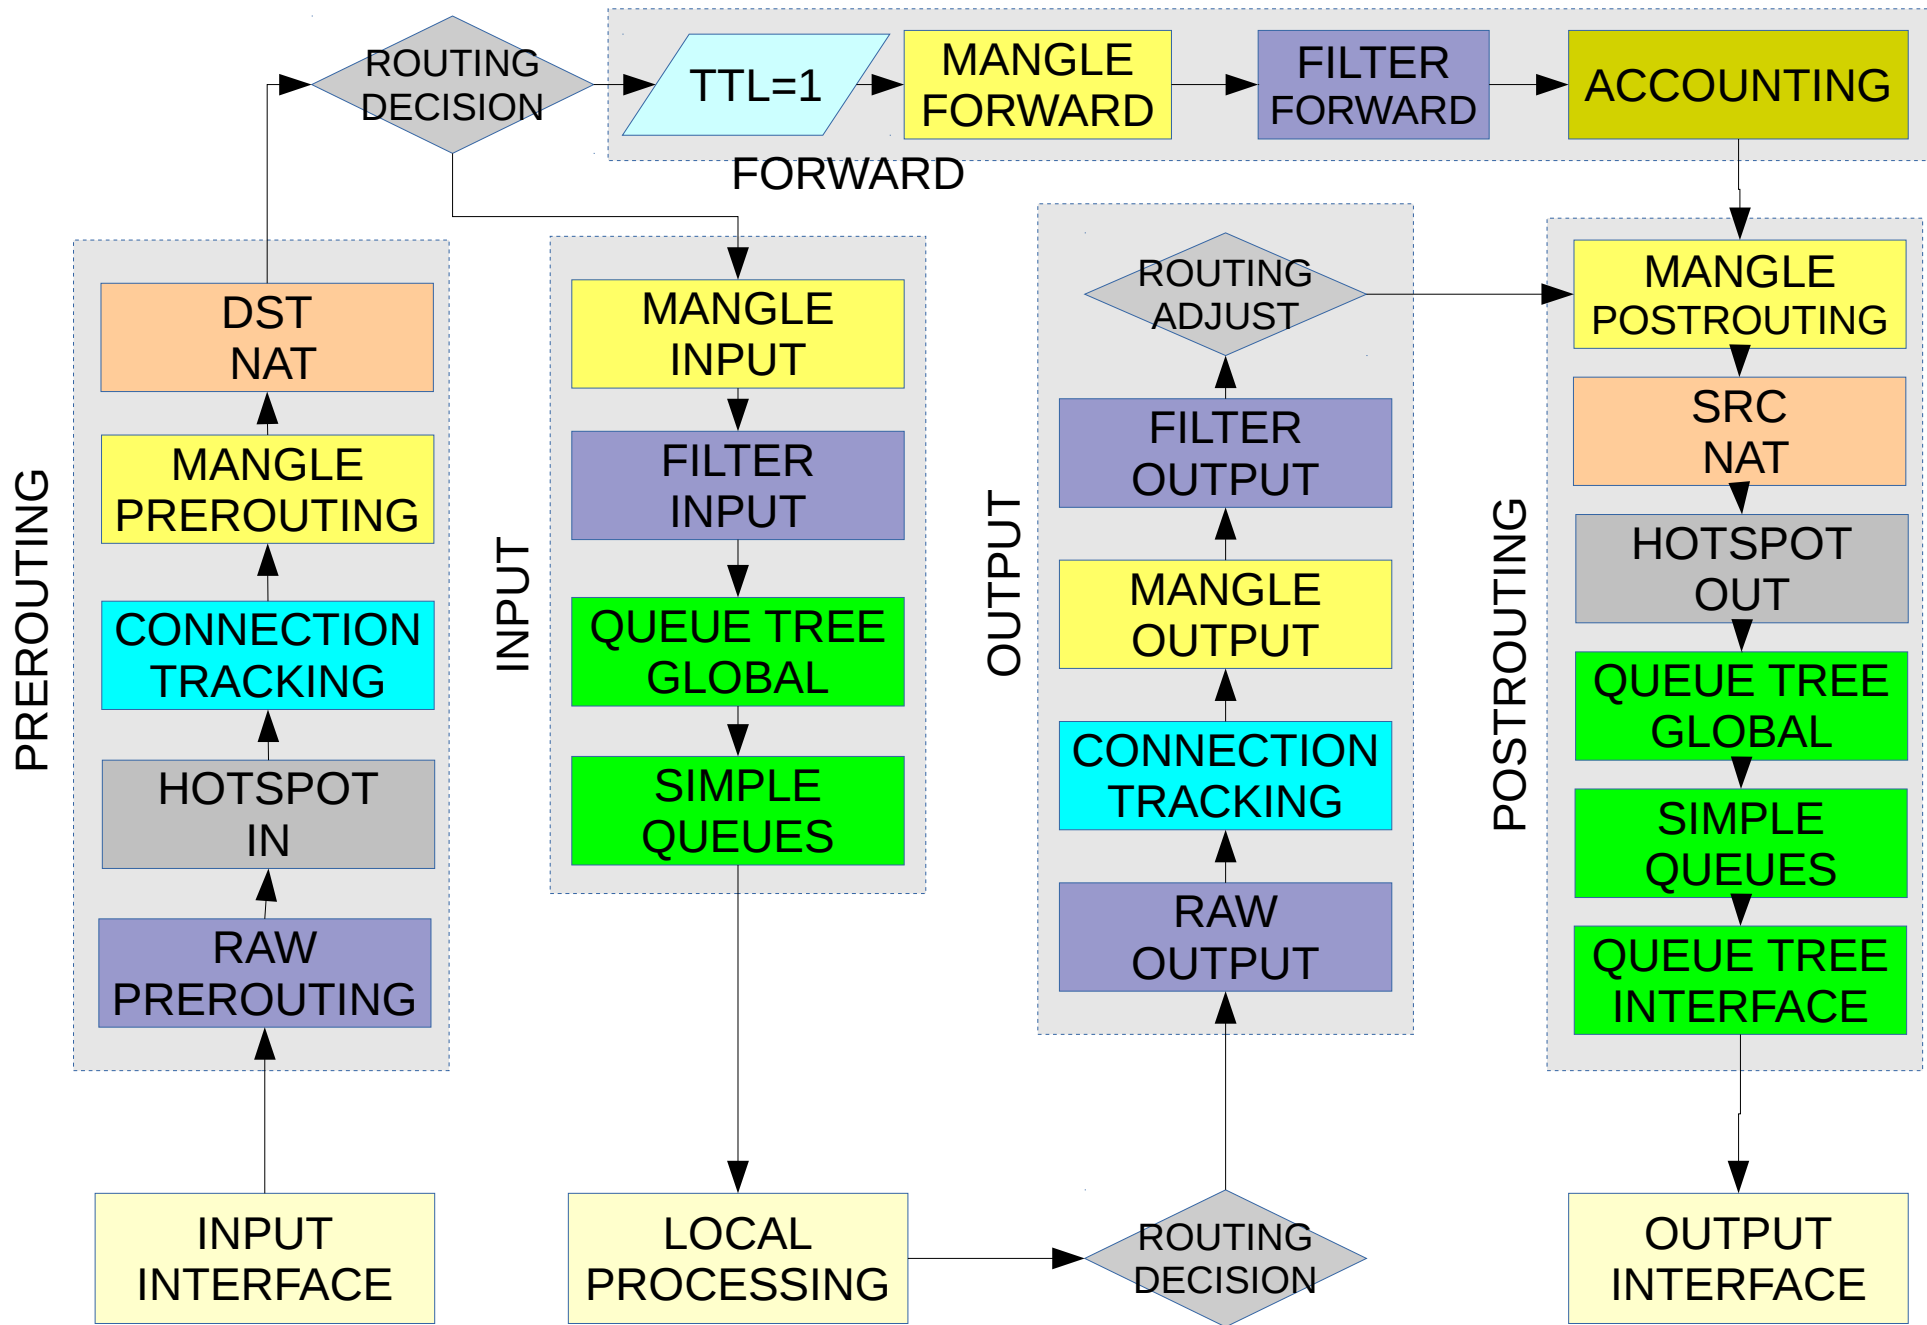 ROUTING
DECISION
TTL=1
MANGLE
FORWARD
FILTER
FORWARD
ACCOUNTING
FORWARD
PREROUTING
DST
NAT
MANGLE
PREROUTING
CONNECTION
TRACKING
HOTSPOT
IN
RAW
PREROUTING
INPUT
INTERFACE
INPUT
MANGLE
INPUT
FILTER
INPUT
QUEUE TREE
GLOBAL
SIMPLE
QUEUES
LOCAL
PROCESSING
OUTPUT
ROUTING
ADJUST
FILTER
OUTPUT
MANGLE
OUTPUT
CONNECTION
TRACKING
RAW
OUTPUT
ROUTING
DECISION
POSTROUTING
MANGLE
POSTROUTING
SRC
NAT
HOTSPOT
OUT
QUEUE TREE
GLOBAL
SIMPLE
QUEUES
QUEUE TREE
INTERFACE
OUTPUT
INTERFACE